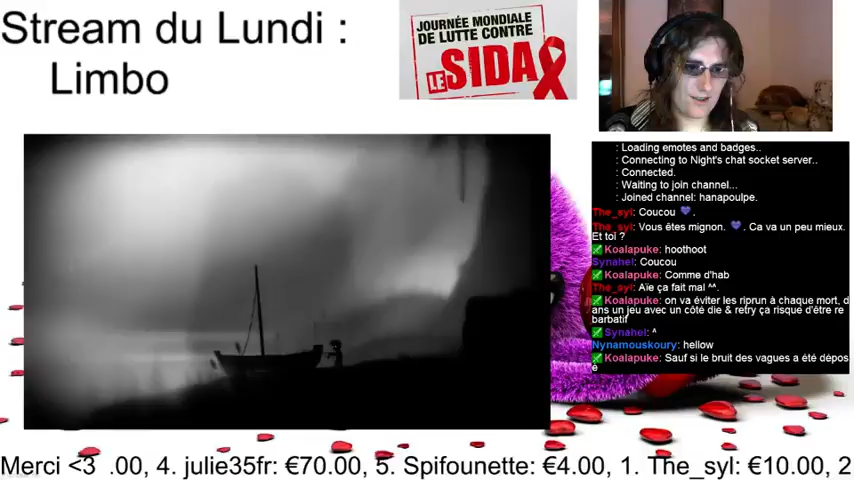 Stream du Lundi :
Limbo
JOURNÉE MONDIALE
DE LUTTE CONTRE
LE SIDA
: Loading emotes and badges..
: Connecting to Night's chat socket server..
: Connected.
: Waiting to join channel...
: Joined channel: hanapoulpe.
The_syl: Coucou 💜.
The_syl: Vous êtes mignon. 💜. Ca va un peu mieux.
Et toi ?
Koalapuke: hoothoot
Synahel: Coucou
Koalapuke: Comme d'hab
The_syl: Aïe ça fait mal ^^.
Koalapuke: on va éviter les riprun à chaque mort, d
ans un jeu avec un côté die & retry ça risque d'être re
barbatif
Synahel: ^
Nynamouskoury: hellow
Koalapuke: Sauf si le bruit des vagues a été dépos
é
Merci <3 .00, 4. julie35fr: €70.00, 5. Spifounette: €4.00, 1. The_syl: €10.00, 2